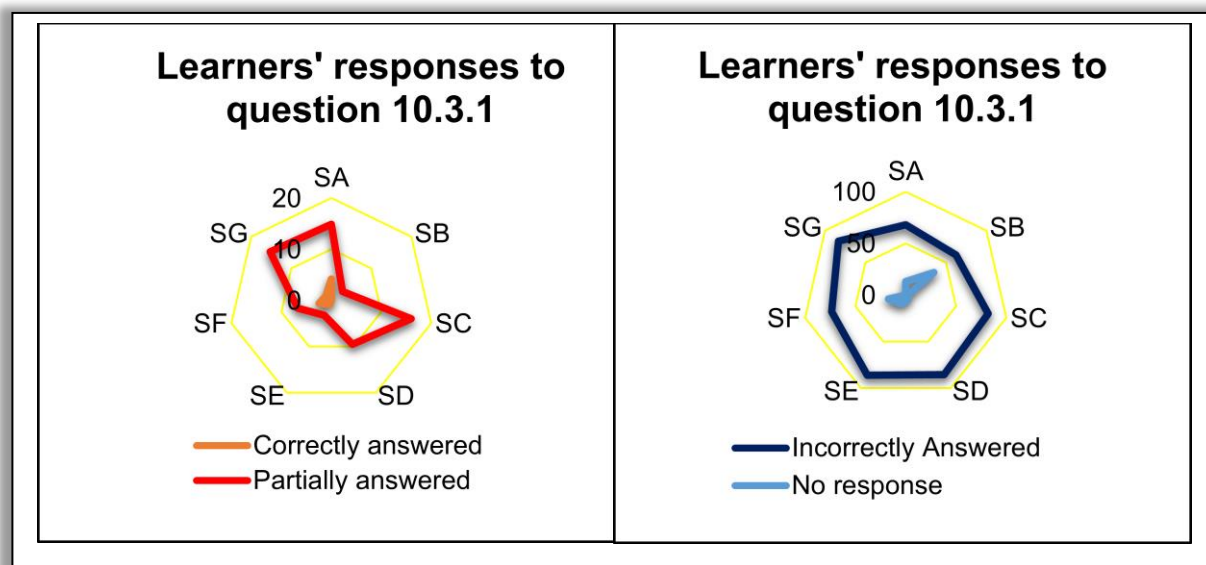 Learners' responses to
question 10.3.1
SA
20
SG
SB
10
0
SF
SC
SE
SD
Correctly answered
Partially answered
Learners' responses to
question 10.3.1
SA
100
SG
SB
50
0
SF
SC
SE
SD
Incorrectly Answered
No response